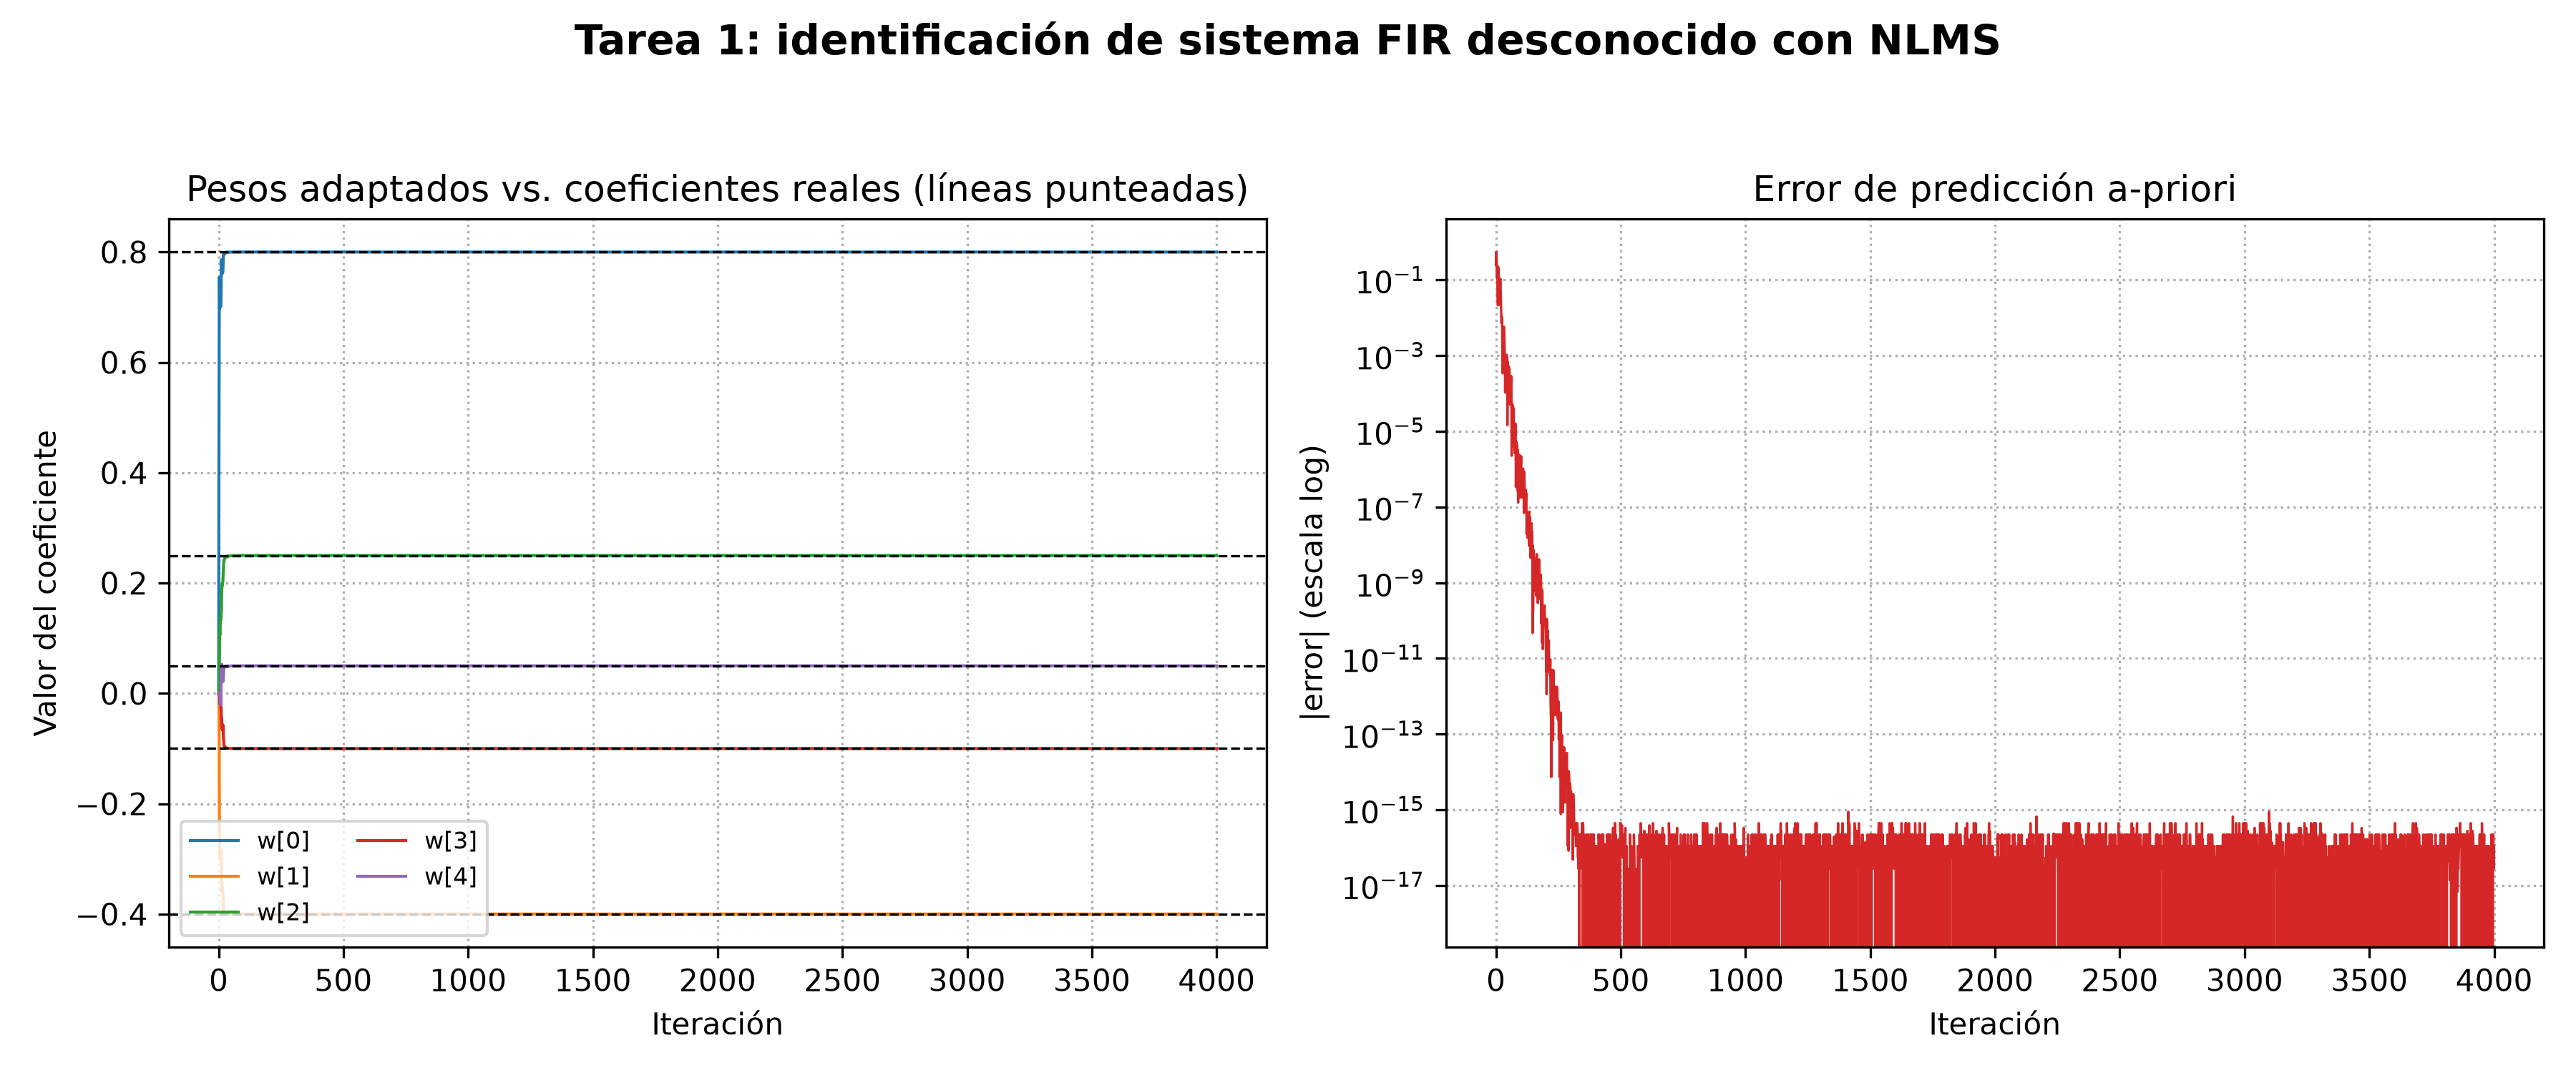 Tarea 1: identificación de sistema FIR desconocido con NLMS
Pesos adaptados vs. coeficientes reales (líneas punteadas)
Valor del coeficiente
0.8
0.6
0.4
0.2
0.0
−0.2
−0.4
w[0]
w[1]
w[2]
w[3]
w[4]
0 500 1000 1500 2000 2500 3000 3500 4000
Iteración
Error de predicción a-priori
|error| (escala log)
10⁻¹
10⁻³
10⁻⁵
10⁻⁷
10⁻⁹
10⁻¹¹
10⁻¹³
10⁻¹⁵
10⁻¹⁷
0 500 1000 1500 2000 2500 3000 3500 4000
Iteración